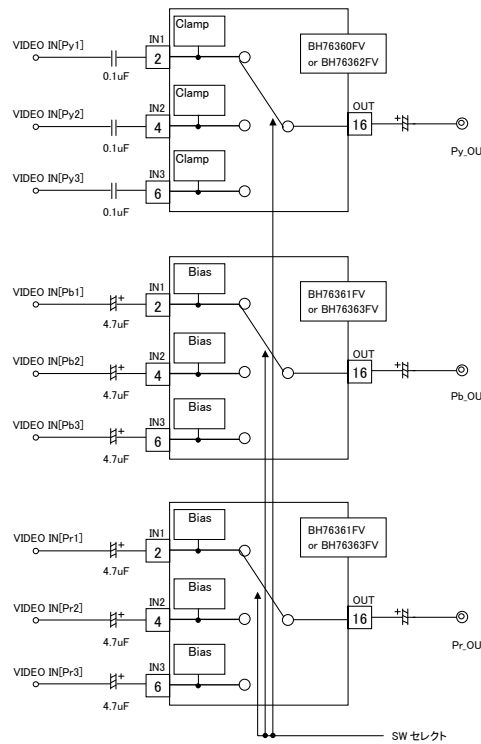 Clamp
IN1
VIDEO IN[Py1]
2
0.1uF
BH76360FV
or BH76362FV
Clamp
IN2
VIDEO IN[Py2]
4
0.1uF
OUT
16
+
Py_OU
Clamp
IN3
VIDEO IN[Py3]
6
0.1uF
Bias
IN1
VIDEO IN[Pb1]
+
2
4.7uF
BH76361FV
or BH76363FV
Bias
IN2
VIDEO IN[Pb2]
+
4
4.7uF
OUT
16
+
Pb_OU
Bias
IN3
VIDEO IN[Pb3]
+
6
4.7uF
Bias
IN1
VIDEO IN[Pr1]
+
2
4.7uF
BH76361FV
or BH76363FV
Bias
IN2
VIDEO IN[Pr2]
+
4
4.7uF
OUT
16
+
Pr_OU
Bias
IN3
VIDEO IN[Pr3]
+
6
4.7uF
SW セレクト